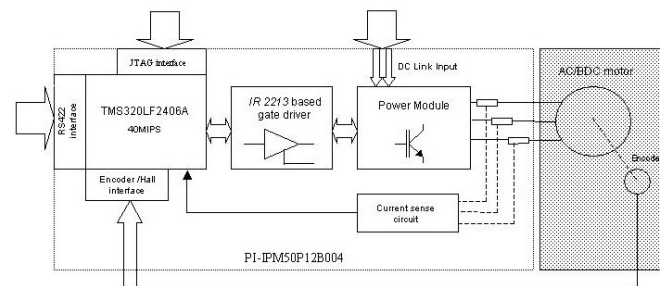 JTAG interface
DC Link Input
AC/BDC motor
RS422
interface
TMS320LF2406A
40MIPS
IR 2213 based
gate driver
Power Module
Encoder
Encoder /Hall
interface
Current sense
circuit
PI-IPM50P12B004